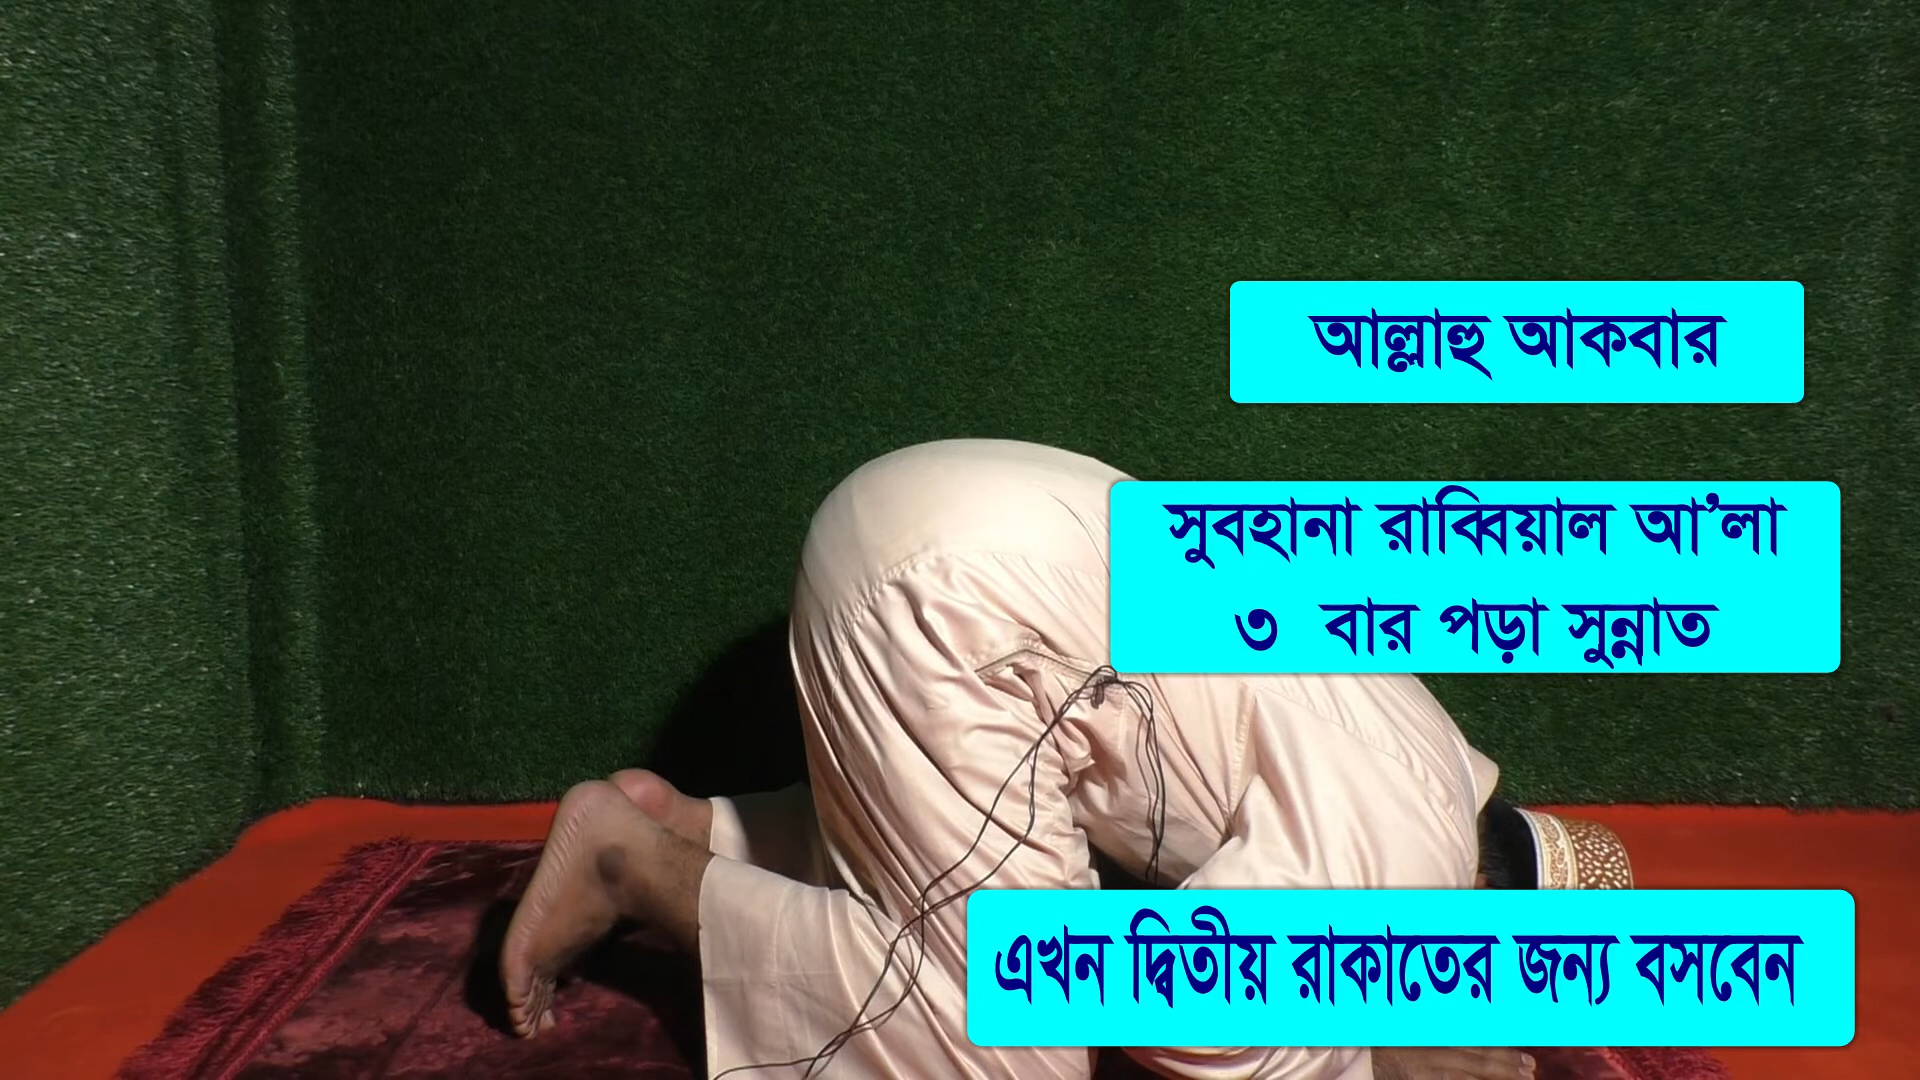 আল্লাহু আকবার
সুবহানা রাব্বিয়াল আ’লা
৩ বার পড়া সুন্নাত
এখন দ্বিতীয় রাকাতের জন্য বসবেন